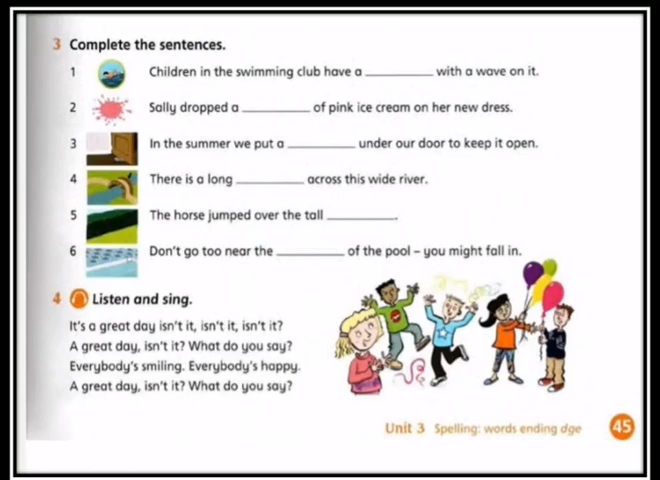 3 Complete the sentences.
1 Children in the swimming club have a __________ with a wave on it.
2 Sally dropped a __________ of pink ice cream on her new dress.
3 In the summer we put a __________ under our door to keep it open.
4 There is a long __________ across this wide river.
5 The horse jumped over the tall __________.
6 Don't go too near the __________ of the pool – you might fall in.
4 Listen and sing.
It's a great day isn't it, isn't it, isn't it?
A great day, isn't it? What do you say?
Everybody's smiling. Everybody's happy.
A great day, isn't it? What do you say?
Unit 3 Spelling: words ending dge 45